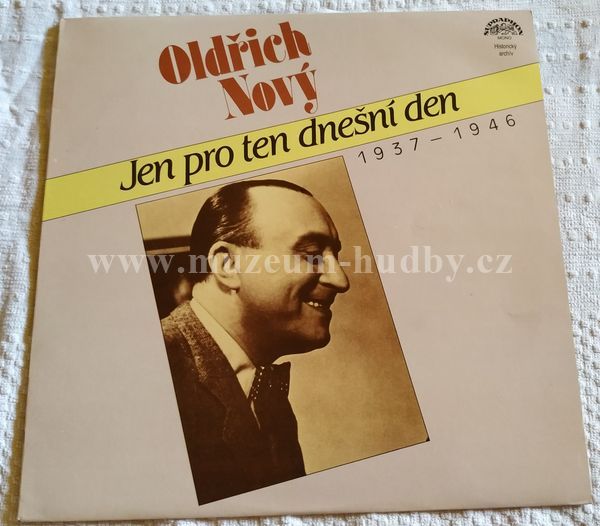 Oldřich
Nový
SUPRAPHON
MONO
Historický
archiv
Jen pro ten dnešní den
1937 – 1946
www.muzeum-hudby.cz